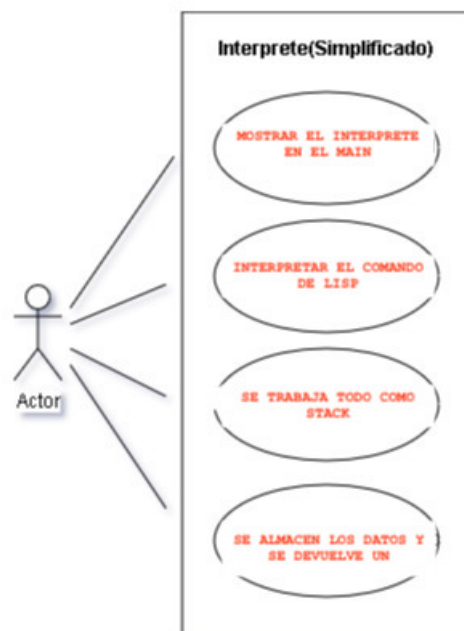 Interprete(Simplificado)
MOSTRAR EL INTERPRETE
EN EL MAIN
INTERPRETAR EL COMANDO
DE LISP
Actor
SE TRABAJA TODO COMO
STACK
SE ALMACEN LOS DATOS Y
SE DEVUELVE UN